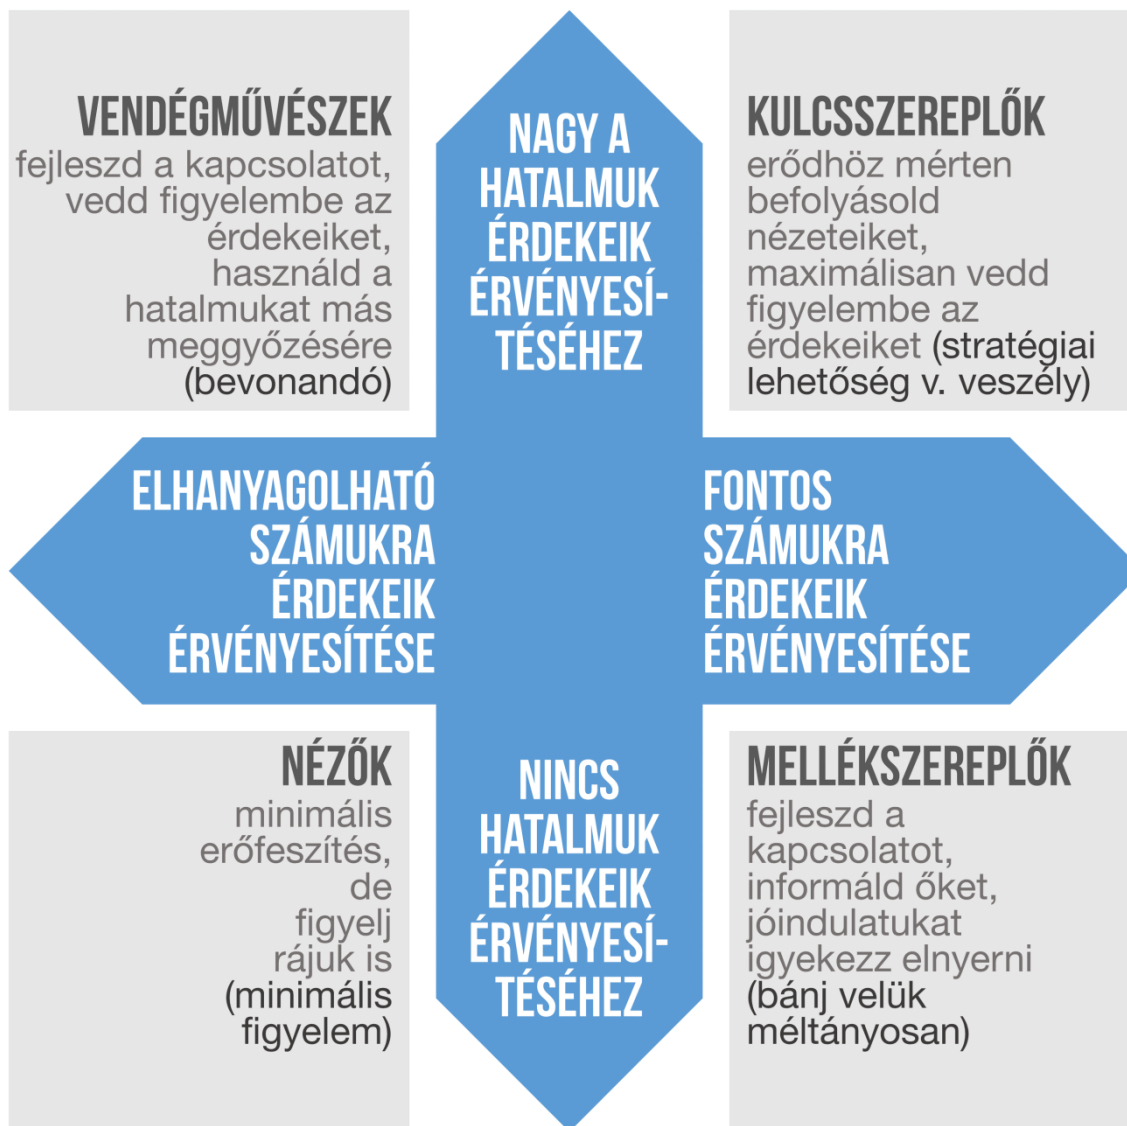 VENDÉGMŰVÉSZEK
fejleszd a kapcsolatot,
vedd figyelembe az
érdekeiket,
használd a
hatalmukat más
meggyőzésére
(bevonandó)
NAGY A
HATALMUK
ÉRDEKEIK
ÉRVÉNYESÍ-
TÉSÉHEZ
KULCSSZEREPLŐK
erődhöz mérten
befolyásold
nézeteiket,
maximálisan vedd
figyelembe az
érdekeiket (stratégiai
lehetőség v. veszély)
ELHANYAGOLHATÓ
SZÁMUKRA
ÉRDEKEIK
ÉRVÉNYESÍTÉSE
FONTOS
SZÁMUKRA
ÉRDEKEIK
ÉRVÉNYESÍTÉSE
NÉZŐK
minimális
erőfeszítés,
de
figyelj
rájuk is
(minimális
figyelem)
NINCS
HATALMUK
ÉRDEKEIK
ÉRVÉNYESÍ-
TÉSÉHEZ
MELLÉKSZEREPLŐK
fejleszd a
kapcsolatot,
informáld őket,
jóindulatukat
igyekezz elnyerni
(bánj velük
méltányosan)